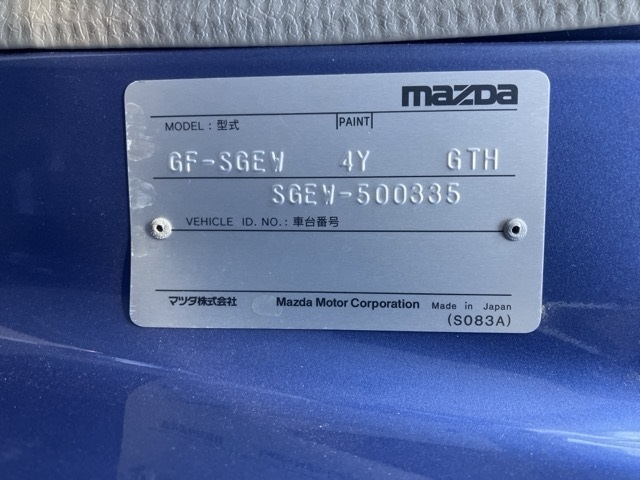 mazda
MODEL : 型式 PAINT
GF-SGEW 4Y GTH
SGEW-500335
VEHICLE ID. NO. : 車台番号
マツダ株式会社 Mazda Motor Corporation Made in Japan
(S083A)